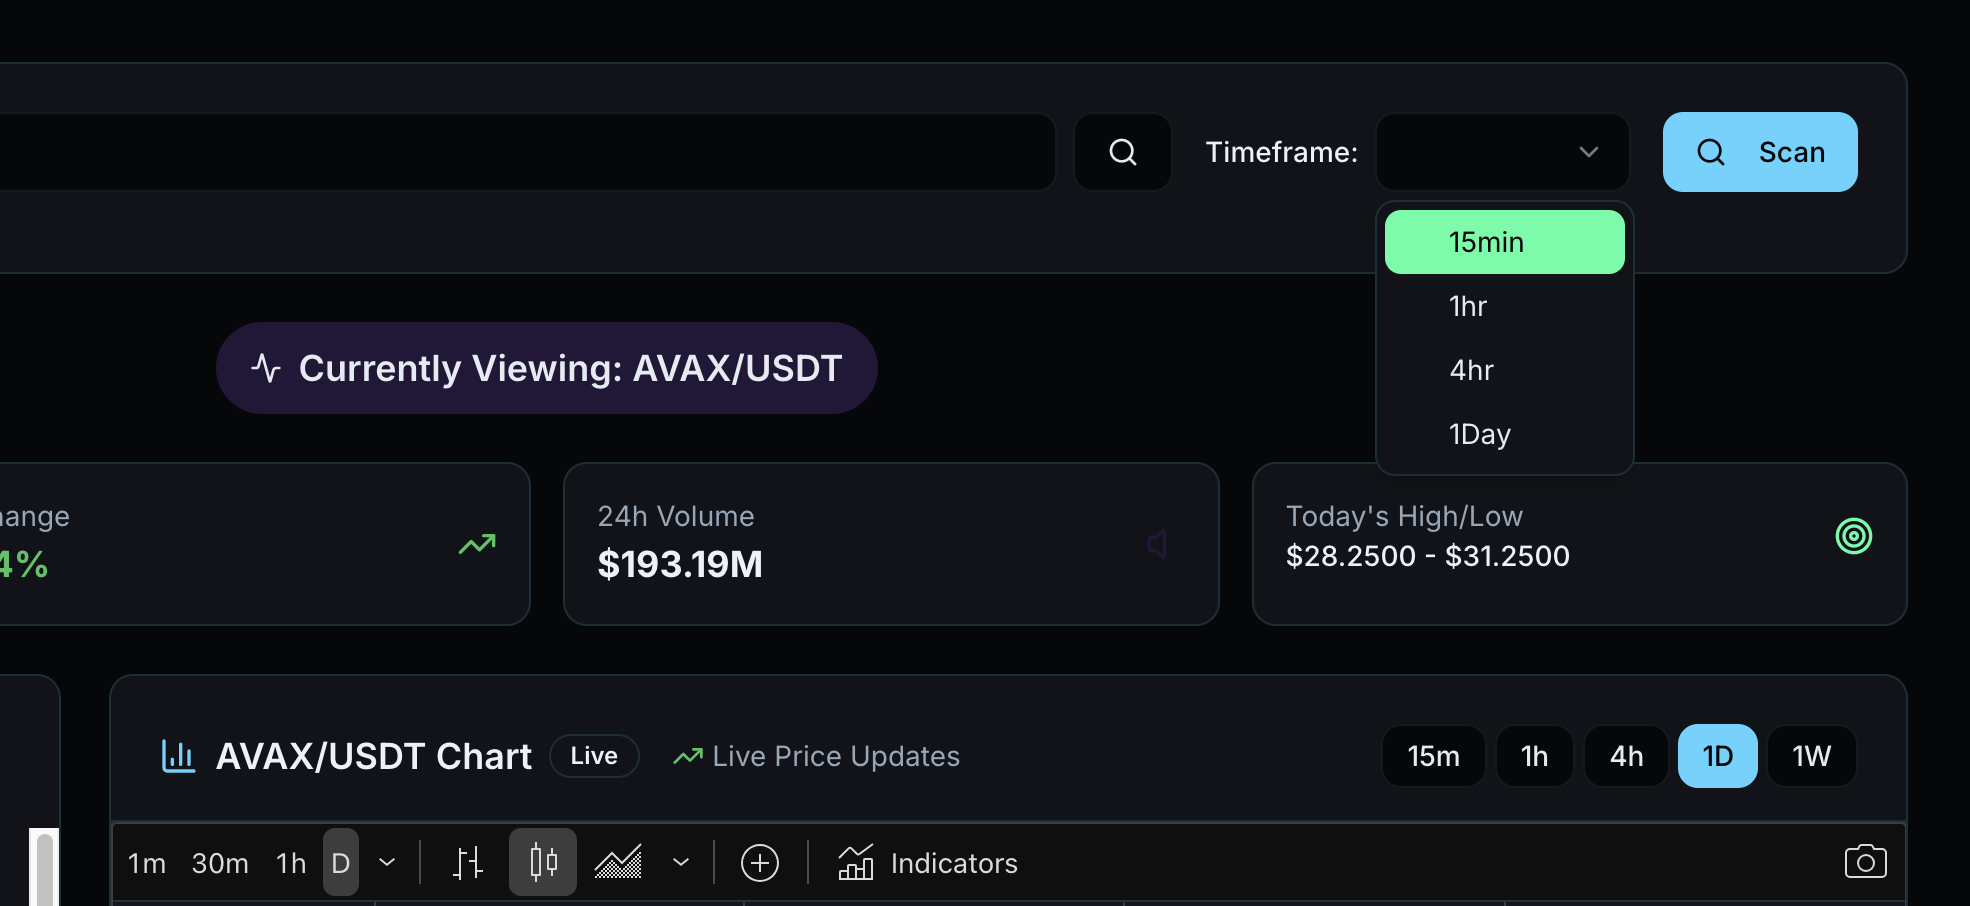 Timeframe:
Scan
15min
1hr
4hr
1Day
Currently Viewing: AVAX/USDT
4%
24h Volume
$193.19M
Today's High/Low
$28.2500 - $31.2500
AVAX/USDT Chart Live Live Price Updates
15m 1h 4h 1D 1W
1m 30m 1h D Indicators